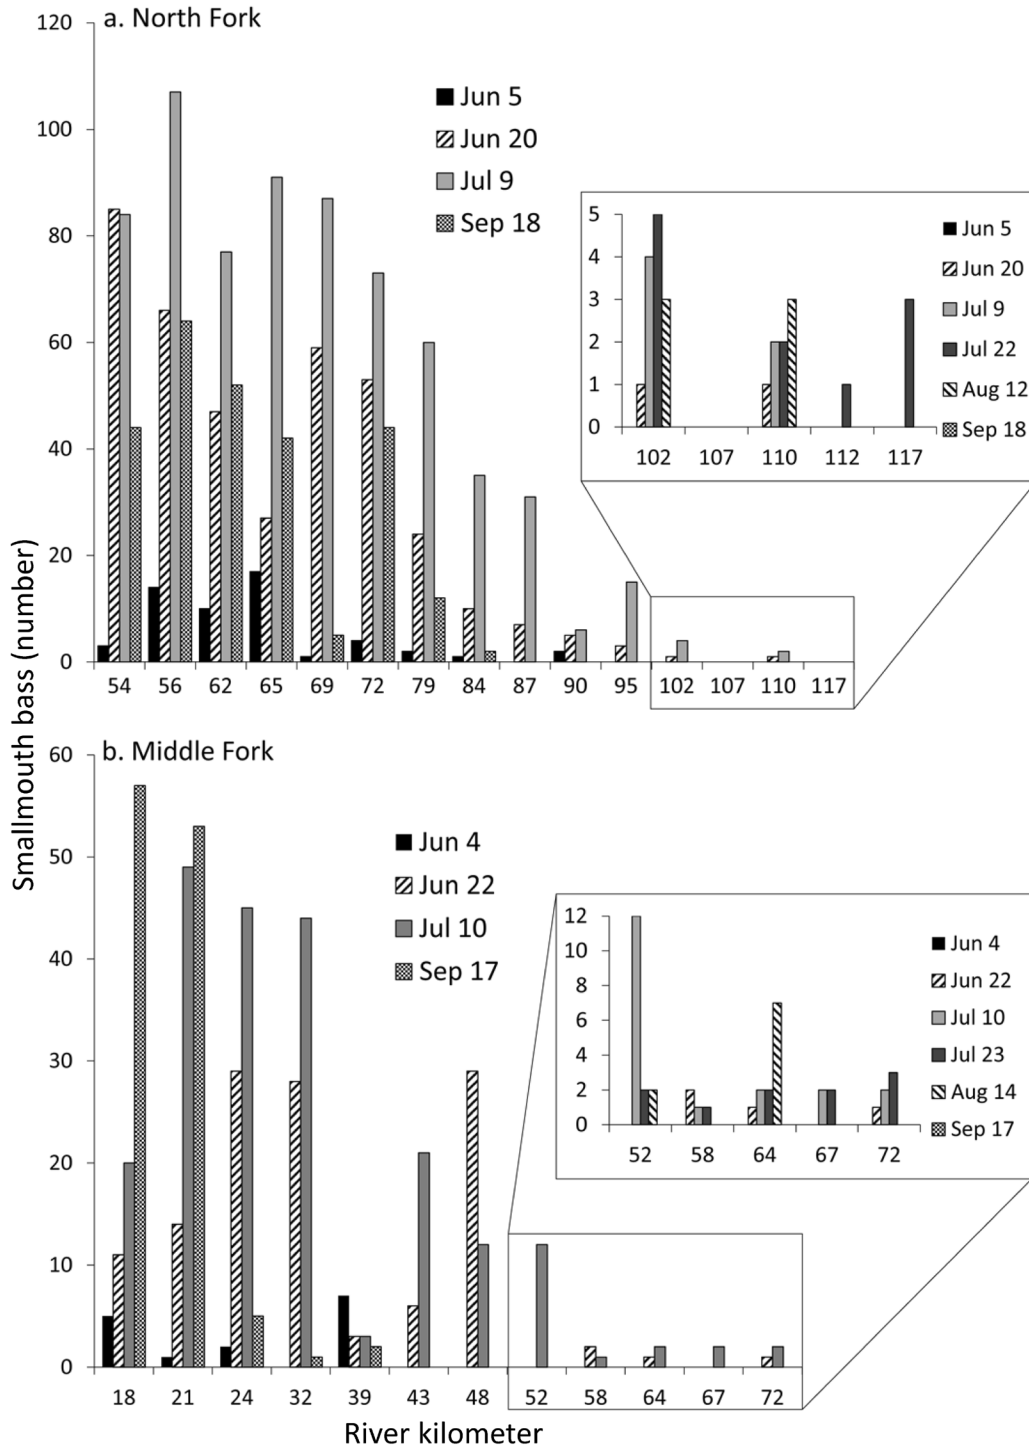 a. North Fork
120
100
80
60
40
20
0
Jun 5
Jun 20
Jul 9
Sep 18
54 56 62 65 69 72 79 84 87 90 95 102 107 110 117
5
4
3
2
1
0
102 107 110 112 117
Jun 5
Jun 20
Jul 9
Jul 22
Aug 12
Sep 18
Smallmouth bass (number)
b. Middle Fork
60
50
40
30
20
10
0
Jun 4
Jun 22
Jul 10
Sep 17
18 21 24 32 39 43 48 52 58 64 67 72
12
10
8
6
4
2
0
52 58 64 67 72
Jun 4
Jun 22
Jul 10
Jul 23
Aug 14
Sep 17
River kilometer